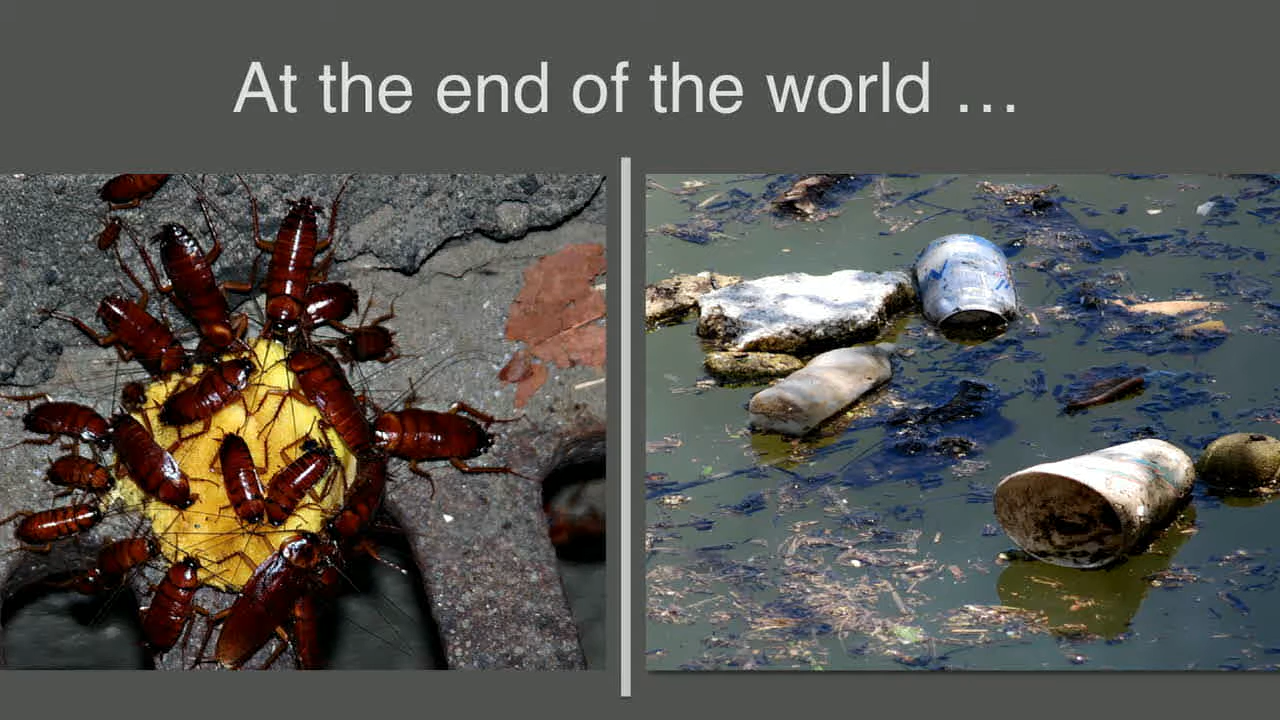 At the end of the world …